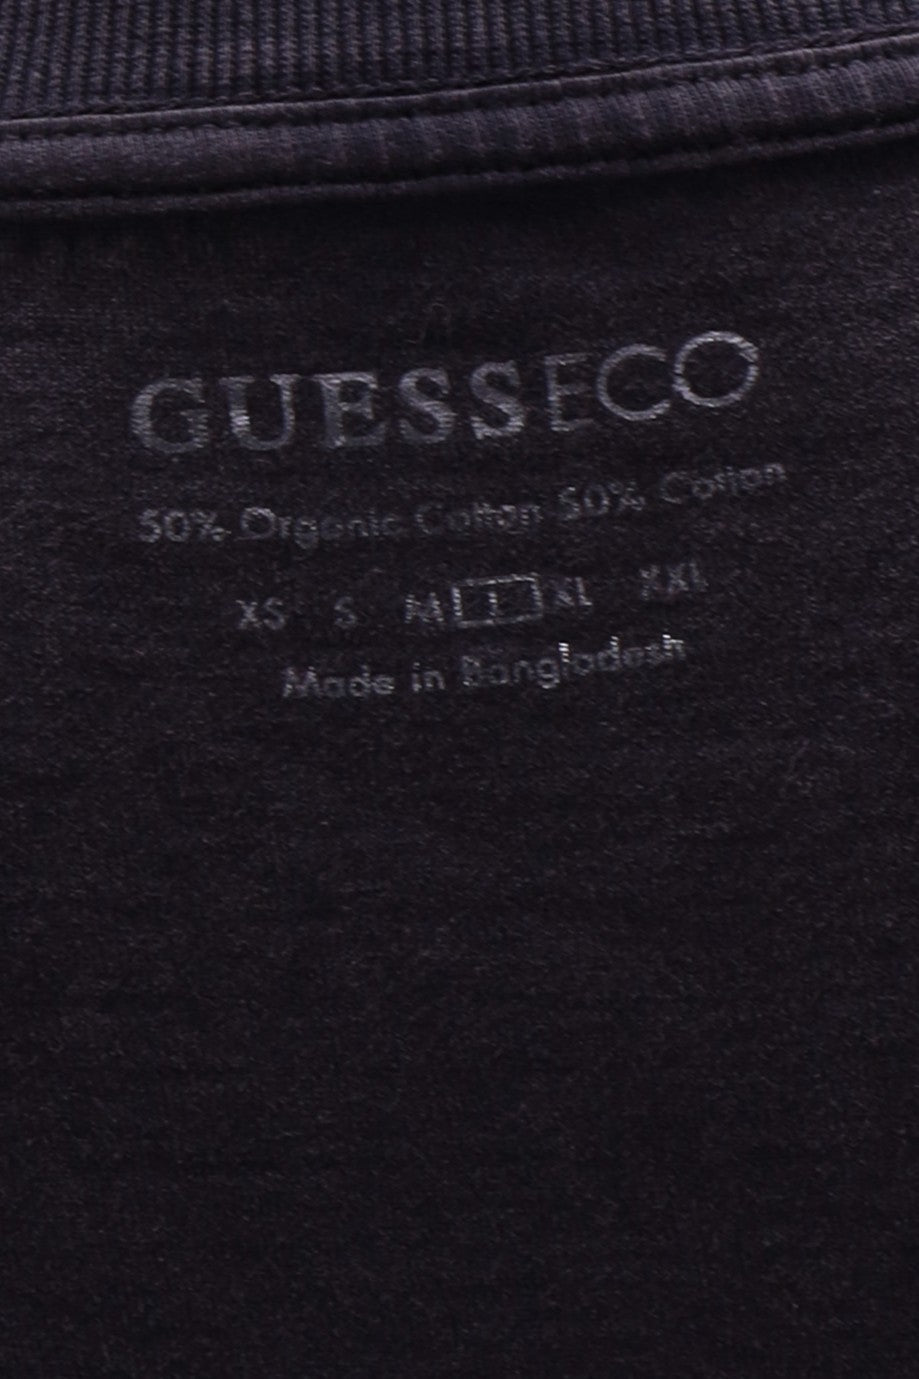 GUESSECO
50% Organic Cotton 50% Cotton
XS S M L XL XXL
Made in Bangladesh